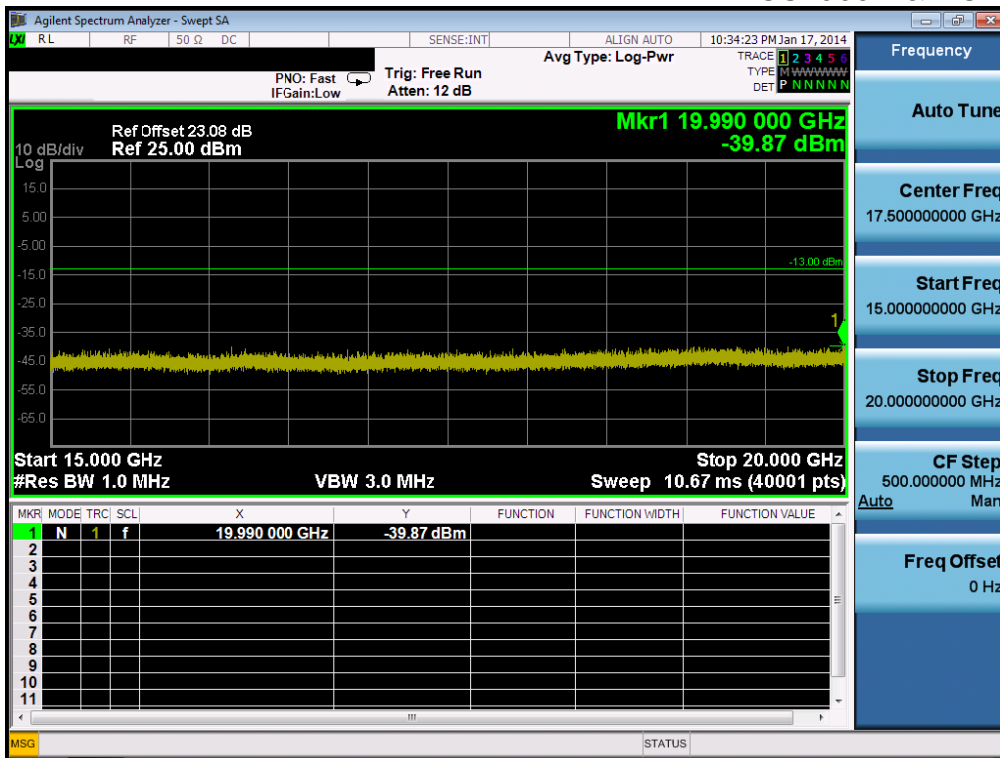 Agilent Spectrum Analyzer - Swept SA
LXI RL RF 50 Ω DC SENSE:INT ALIGN AUTO 10:34:23 PM Jan 17, 2014
Avg Type: Log-Pwr TRACE 1 2 3 4 5 6
PNO: Fast Trig: Free Run TYPE M WWWWW
IFGain:Low Atten: 12 dB DET P N N N N N
Mkr1 19.990 000 GHz
-39.87 dBm
Ref Offset 23.08 dB
10 dB/div Ref 25.00 dBm
Log
15.0
5.00
-5.00
-13.00 dBm
-15.0
-25.0
1
-35.0
-45.0
-55.0
-65.0
Start 15.000 GHz Stop 20.000 GHz
#Res BW 1.0 MHz VBW 3.0 MHz Sweep 10.67 ms (40001 pts)
MKR MODE TRC SCL X Y FUNCTION FUNCTION WIDTH FUNCTION VALUE
1 N 1 f 19.990 000 GHz -39.87 dBm
2
3
4
5
6
7
8
9
10
11
MSG STATUS
Frequency
Auto Tune
Center Freq
17.500000000 GHz
Start Freq
15.000000000 GHz
Stop Freq
20.000000000 GHz
CF Step
500.000000 MHz
Auto Man
Freq Offset
0 Hz